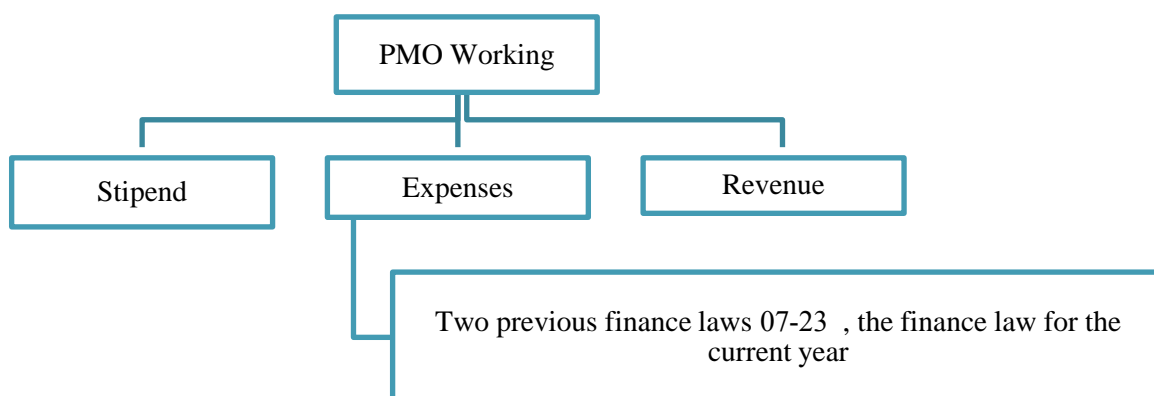 PMO Working
Stipend
Expenses
Revenue
Two previous finance laws 07-23 , the finance law for the
current year